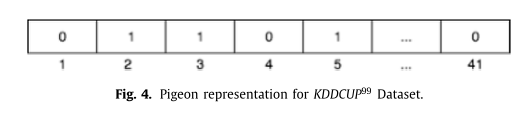 0 1 1 0 1 ... 0
1 2 3 4 5 ... 41
Fig. 4. Pigeon representation for KDDCUP99 Dataset.